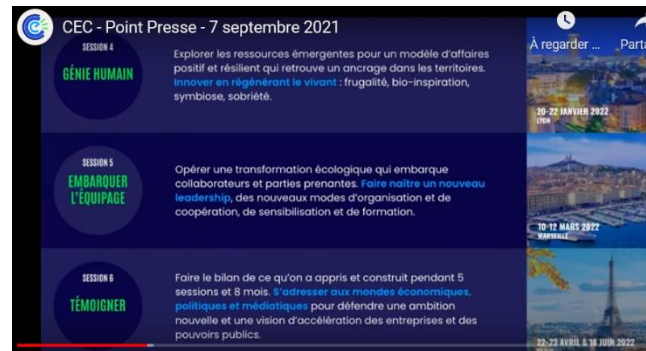 CEC - Point Presse - 7 septembre 2021
À regarder ...
Parta
SESSION 4
GÉNIE HUMAIN
Explorer les ressources émergentes pour un modèle d'affaires
positif et résilient qui retrouve un ancrage dans les territoires.
Innover en régénérant le vivant : frugalité, bio-inspiration,
symbiose, sobriété.
20-22 JANVIER 2022
LYON
SESSION 5
EMBARQUER
L'ÉQUIPAGE
Opérer une transformation écologique qui embarque
collaborateurs et parties prenantes. Faire naître un nouveau
leadership, des nouveaux modes d'organisation et de
coopération, de sensibilisation et de formation.
10-12 MARS 2022
MARSEILLE
SESSION 6
TÉMOIGNER
Faire le bilan de ce qu'on a appris et construit pendant 5
sessions et 8 mois. S'adresser aux mondes économiques,
politiques et médiatiques pour défendre une ambition
nouvelle et une vision d'accélération des entreprises et des
pouvoirs publics.
22-23 AVRIL & 18 JUIN 2022